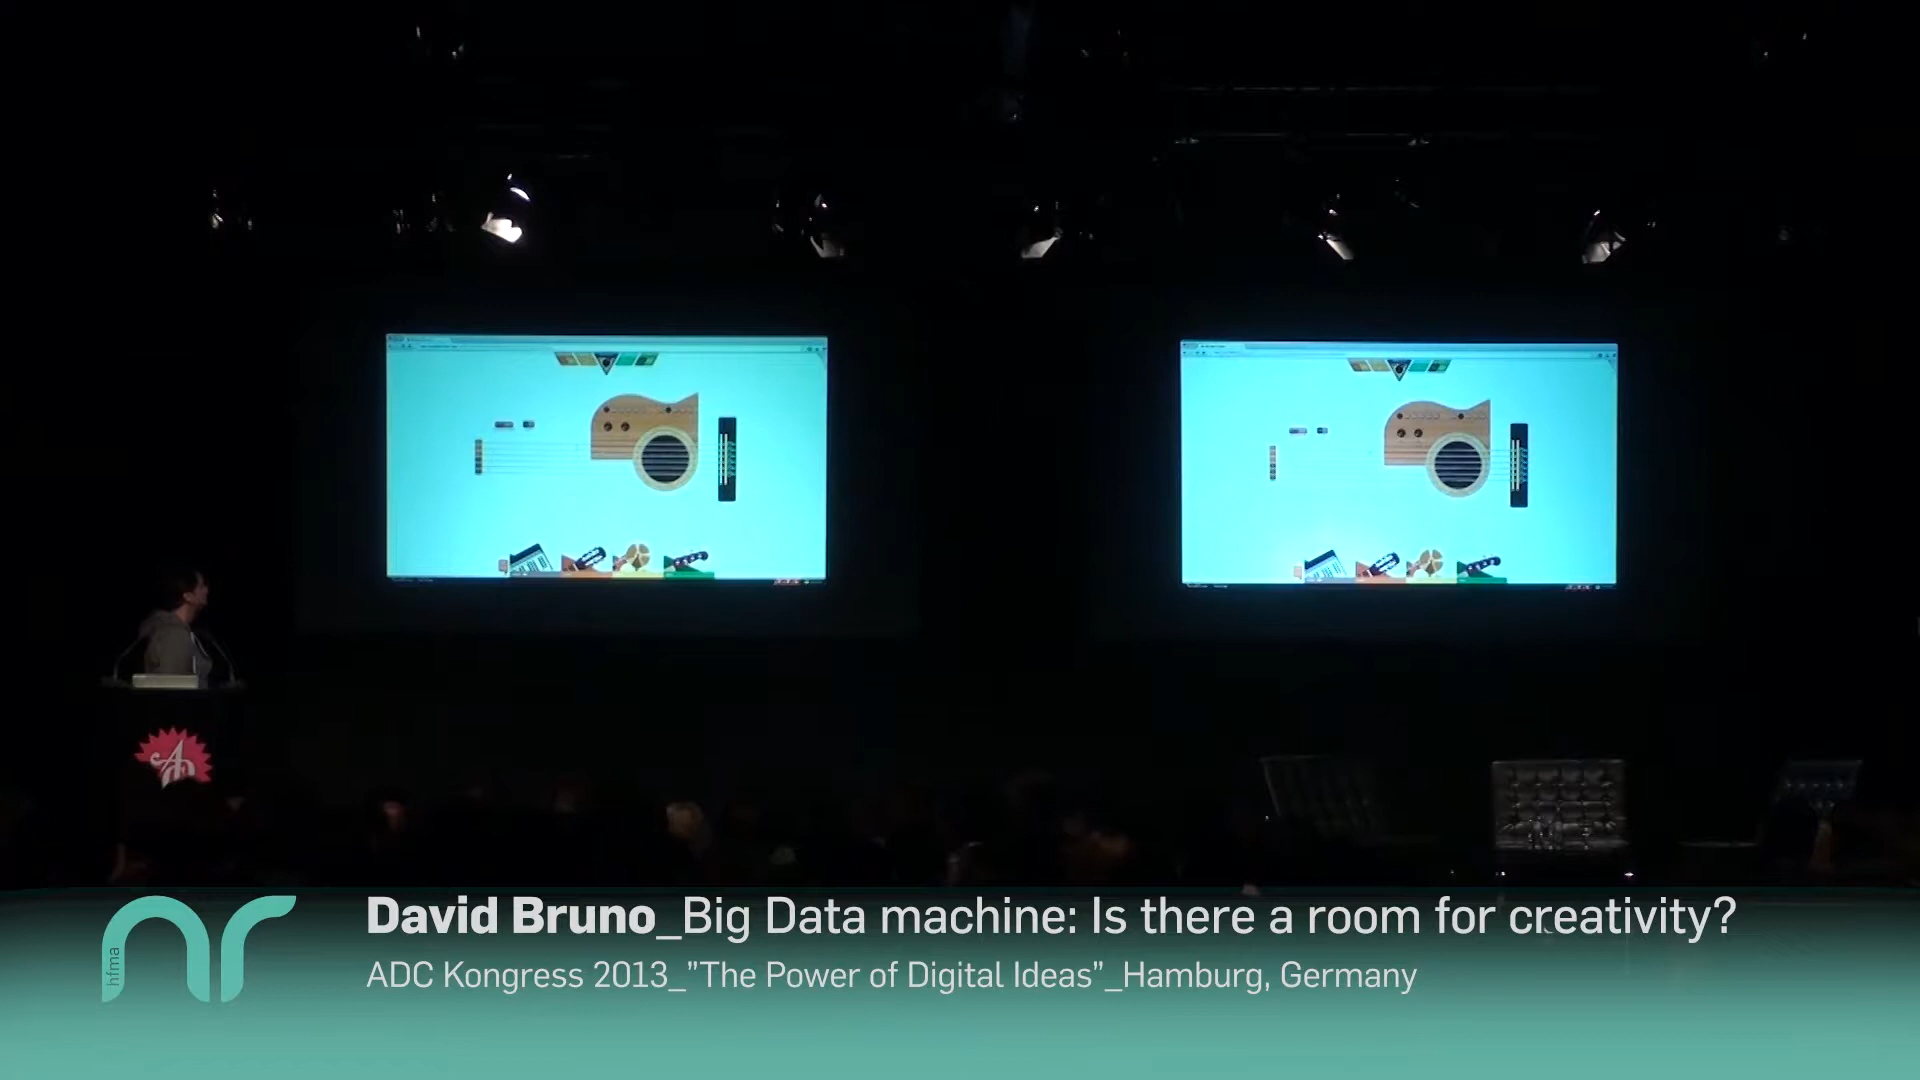 David Bruno_Big Data machine: Is there a room for creativity?
ADC Kongress 2013_"The Power of Digital Ideas"_Hamburg, Germany
hfma